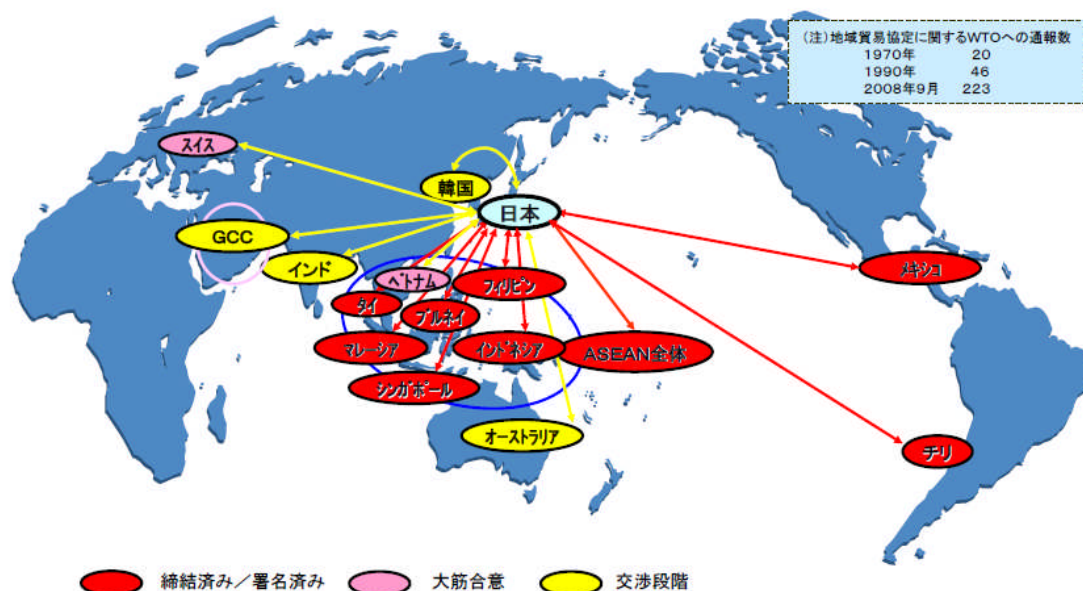 (注)地域貿易協定に関するWTOへの通報数
1970年 20
1990年 46
2008年9月 223
スイス
韓国
日本
GCC
インド
ベトナム
フィリピン
メキシコ
タイ
ブルネイ
マレーシア
インドネシア
ASEAN全体
シンガポール
オーストラリア
チリ
締結済み/署名済み
大筋合意
交渉段階